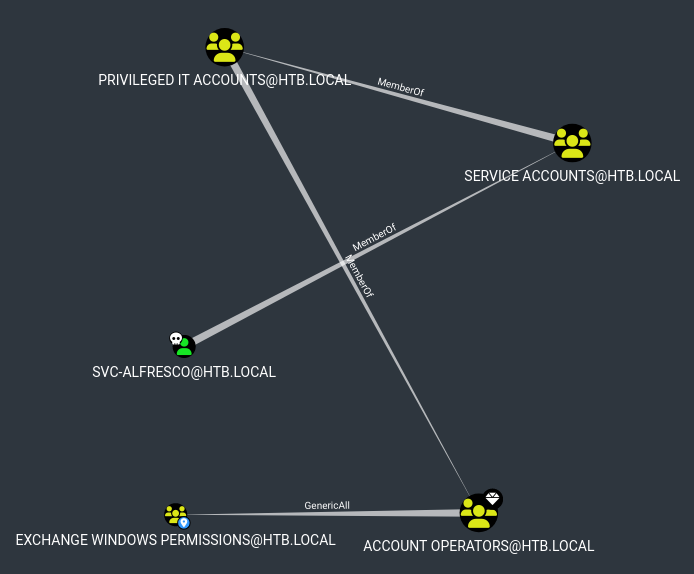 PRIVILEGED IT ACCOUNTS@HTB.LOCAL
MemberOf
SERVICE ACCOUNTS@HTB.LOCAL
MemberOf
MemberOf
SVC-ALFRESCO@HTB.LOCAL
GenericAll
EXCHANGE WINDOWS PERMISSIONS@HTB.LOCAL
ACCOUNT OPERATORS@HTB.LOCAL